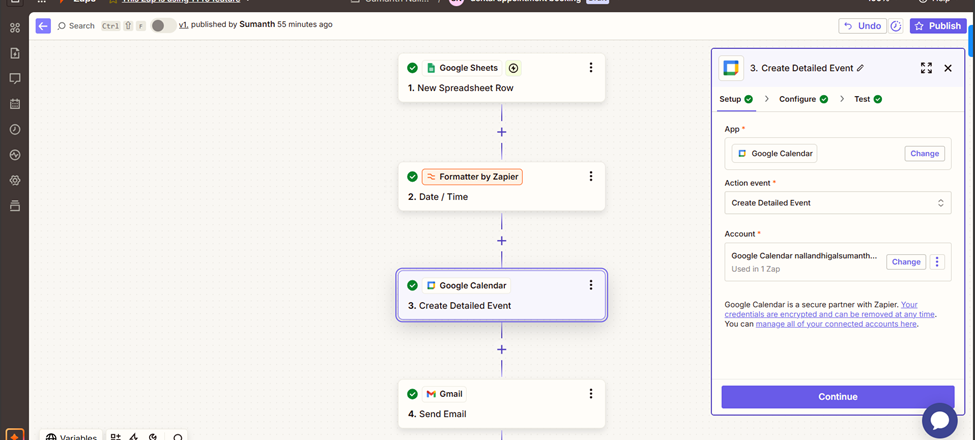 Zaps
This Zap is using 1 Pro feature
Draft
100%
Help
Search Ctrl F
v1, published by Sumanth 55 minutes ago
Undo
Publish
Google Sheets
1. New Spreadsheet Row
Formatter by Zapier
2. Date / Time
Google Calendar
3. Create Detailed Event
Gmail
4. Send Email
Variables
3. Create Detailed Event
Setup
Configure
Test
App *
Google Calendar
Change
Action event *
Create Detailed Event
Account *
Google Calendar nallandhigalsumanth...
Used in 1 Zap
Change
Google Calendar is a secure partner with Zapier. Your
credentials are encrypted and can be removed at any time.
You can manage all of your connected accounts here.
Continue